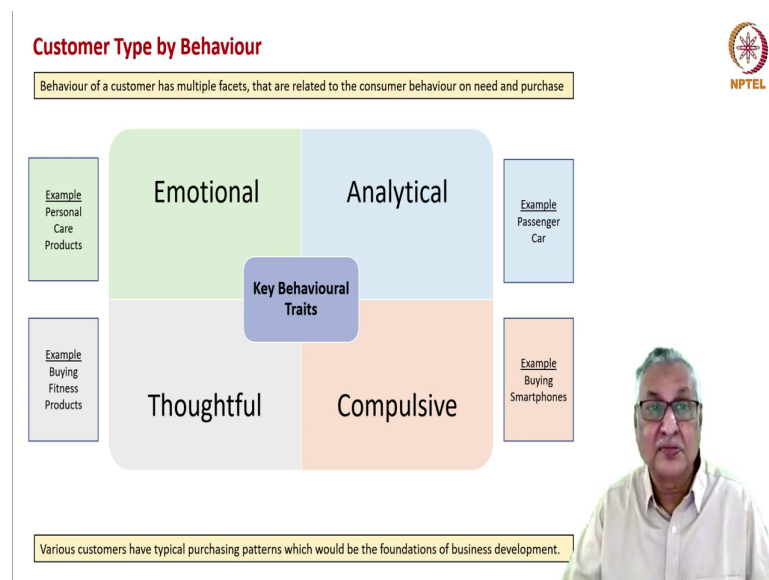 Customer Type by Behaviour
NPTEL
Behaviour of a customer has multiple facets, that are related to the consumer behaviour on need and purchase
Emotional
Analytical
Example
Personal
Care
Products
Example
Passenger
Car
Key Behavioural
Traits
Example
Buying
Fitness
Products
Thoughtful
Compulsive
Example
Buying
Smartphones
Various customers have typical purchasing patterns which would be the foundations of business development.